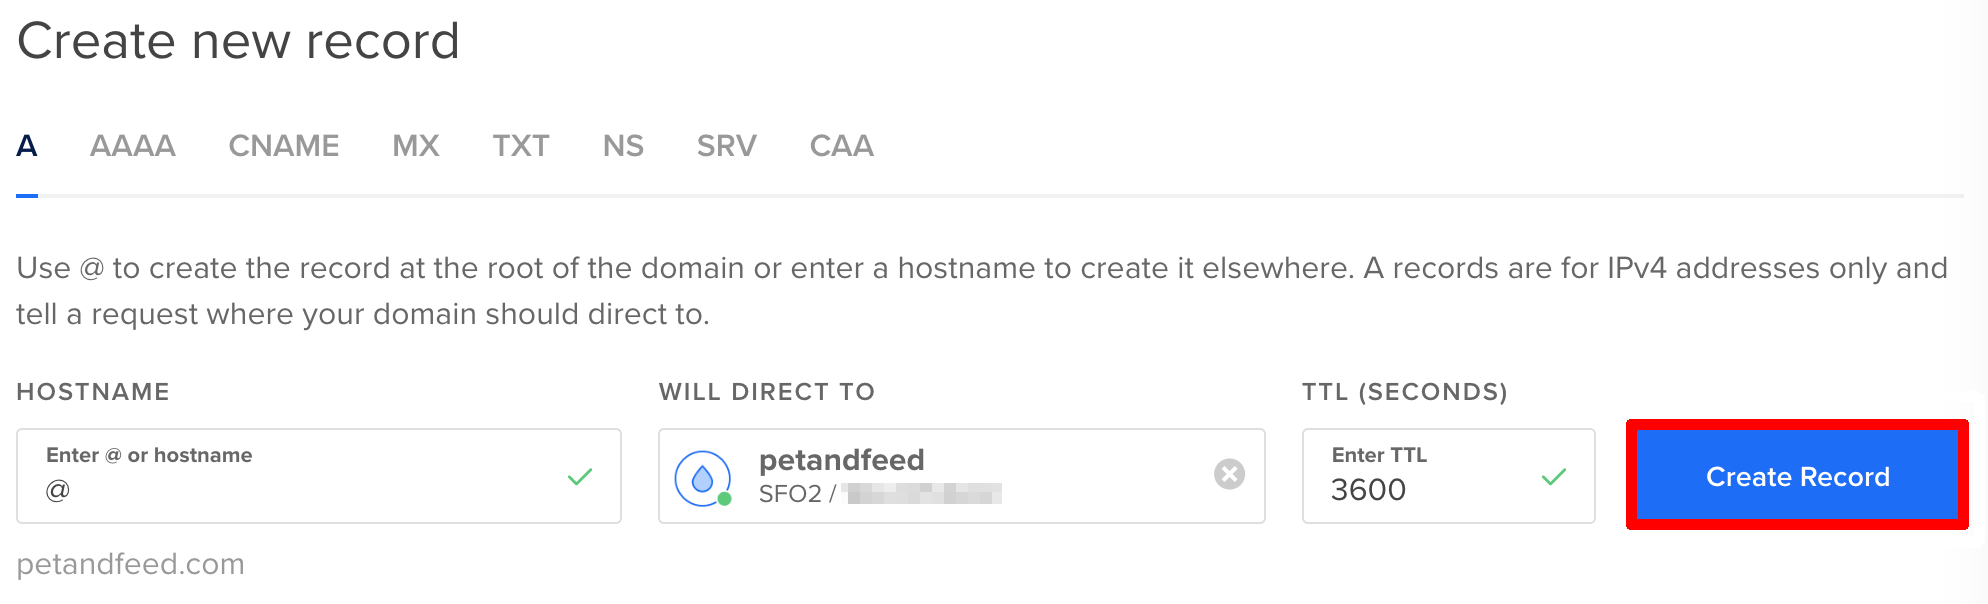 Create new record
A AAAA CNAME MX TXT NS SRV CAA
Use @ to create the record at the root of the domain or enter a hostname to create it elsewhere. A records are for IPv4 addresses only and
tell a request where your domain should direct to.
HOSTNAME WILL DIRECT TO TTL (SECONDS)
Enter @ or hostname petandfeed Enter TTL
@ SFO2 / 3600 Create Record
petandfeed.com